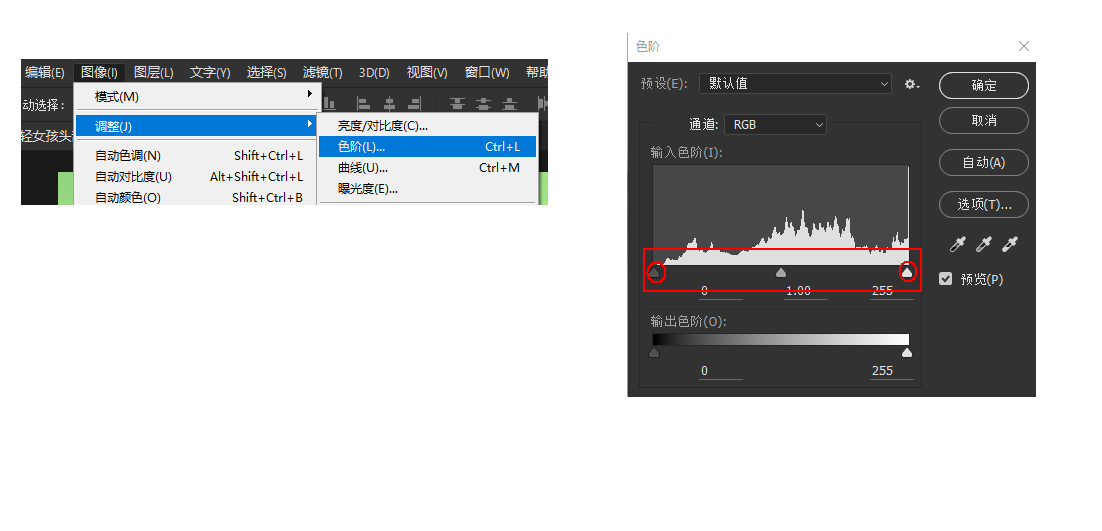 编辑(E) 图像(I) 图层(L) 文字(Y) 选择(S) 滤镜(T) 3D(D) 视图(V) 窗口(W) 帮助
模式(M)
动选择：
调整(J)
轻女孩头
自动色调(N) Shift+Ctrl+L
自动对比度(U) Alt+Shift+Ctrl+L
自动颜色(O) Shift+Ctrl+B
亮度/对比度(C)...
色阶(L)... Ctrl+L
曲线(U)... Ctrl+M
曝光度(E)...
色阶
预设(E): 默认值
确定
通道: RGB
取消
输入色阶(I):
自动(A)
选项(T)...
预览(P)
0 1.00 255
输出色阶(O):
0 255